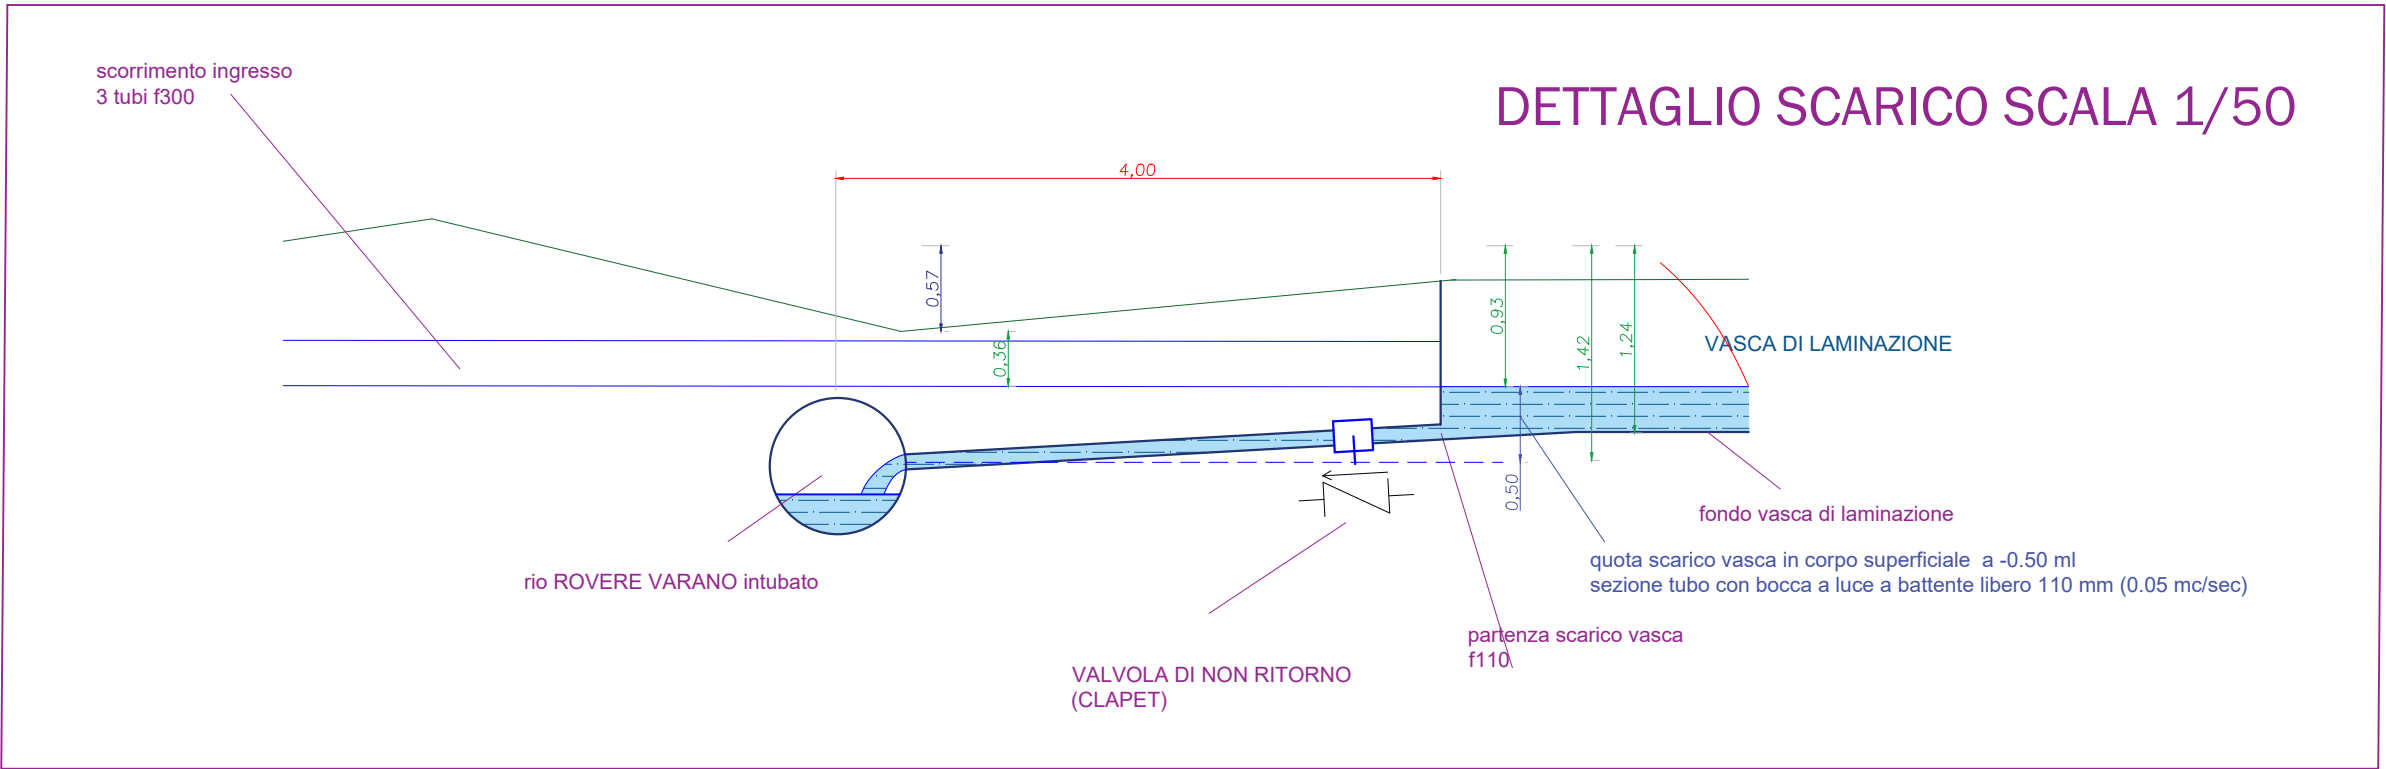 scorrimento ingresso
3 tubi f300
DETTAGLIO SCARICO SCALA 1/50
4,00
0,57
0,36
0,93
1,42
1,24
VASCA DI LAMINAZIONE
0,50
fondo vasca di laminazione
quota scarico vasca in corpo superficiale a -0.50 ml
sezione tubo con bocca a luce a battente libero 110 mm (0.05 mc/sec)
rio ROVERE VARANO intubato
partenza scarico vasca
f110
VALVOLA DI NON RITORNO
(CLAPET)